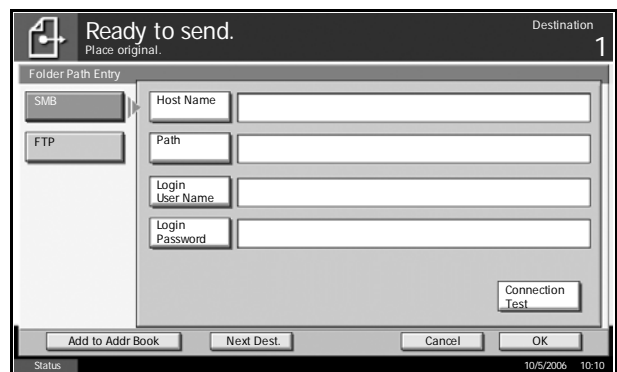 Ready to send.
Place original.
Destination
1
Folder Path Entry
SMB
FTP
Host Name
Path
Login
User Name
Login
Password
Connection
Test
Add to Addr Book
Next Dest.
Cancel
OK
Status
10/5/2006 10:10